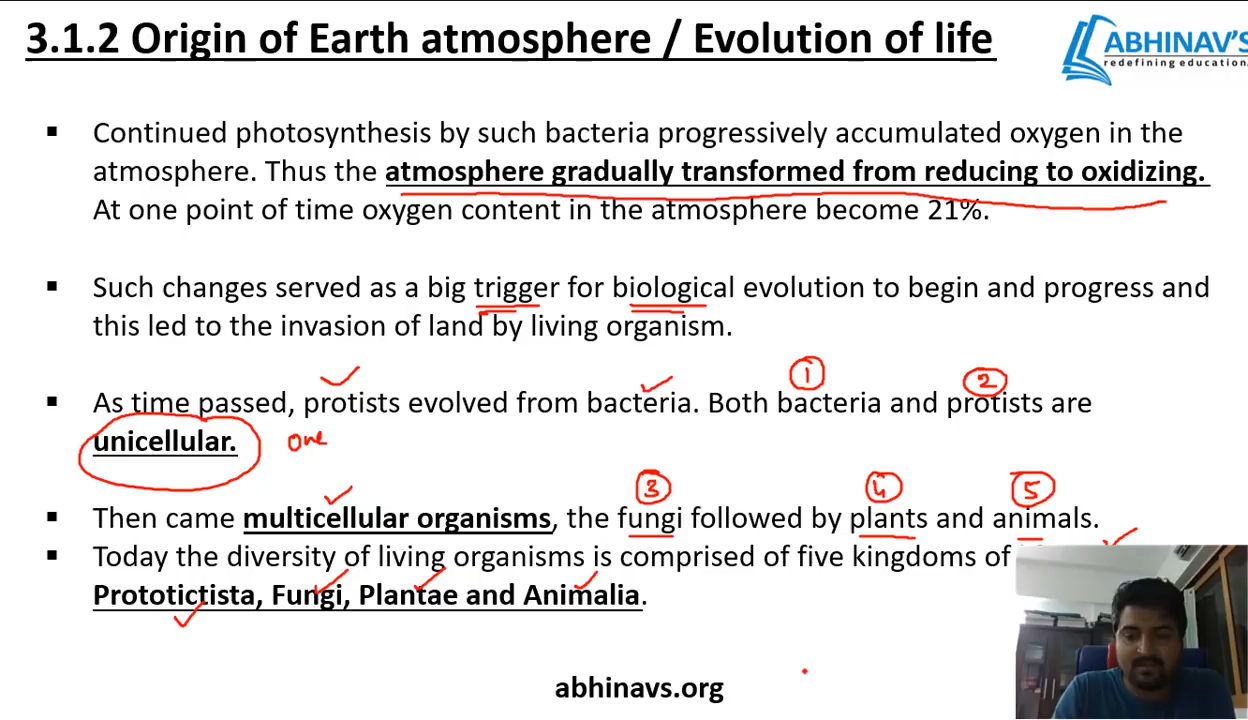 3.1.2 Origin of Earth atmosphere / Evolution of life
ABHINAV'S
redefining education
▪ Continued photosynthesis by such bacteria progressively accumulated oxygen in the
atmosphere. Thus the atmosphere gradually transformed from reducing to oxidizing.
At one point of time oxygen content in the atmosphere become 21%.
▪ Such changes served as a big trigger for biological evolution to begin and progress and
this led to the invasion of land by living organism.
1 2
▪ As time passed, protists evolved from bacteria. Both bacteria and protists are
unicellular. one
3 4 5
▪ Then came multicellular organisms, the fungi followed by plants and animals.
▪ Today the diversity of living organisms is comprised of five kingdoms of
Prototictista, Fungi, Plantae and Animalia.
abhinavs.org